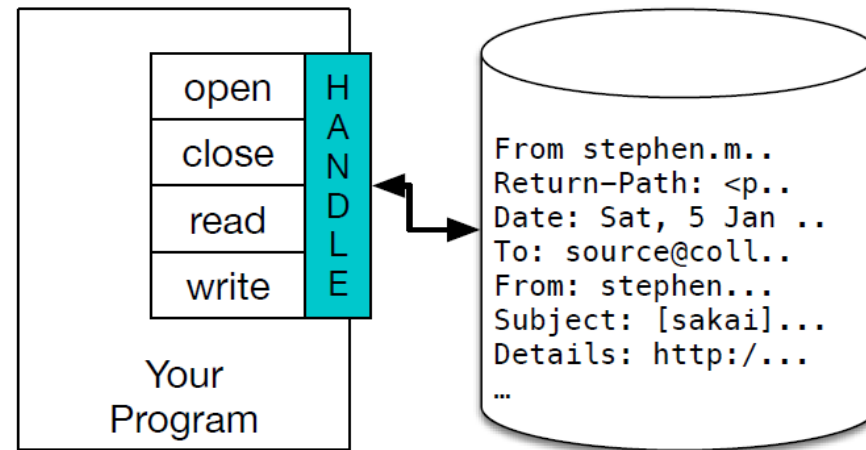 open
close
read
write
HANDLE
Your
Program
From stephen.m..
Return-Path: <p..
Date: Sat, 5 Jan ..
To: source@coll..
From: stephen...
Subject: [sakai]...
Details: http:/...
…